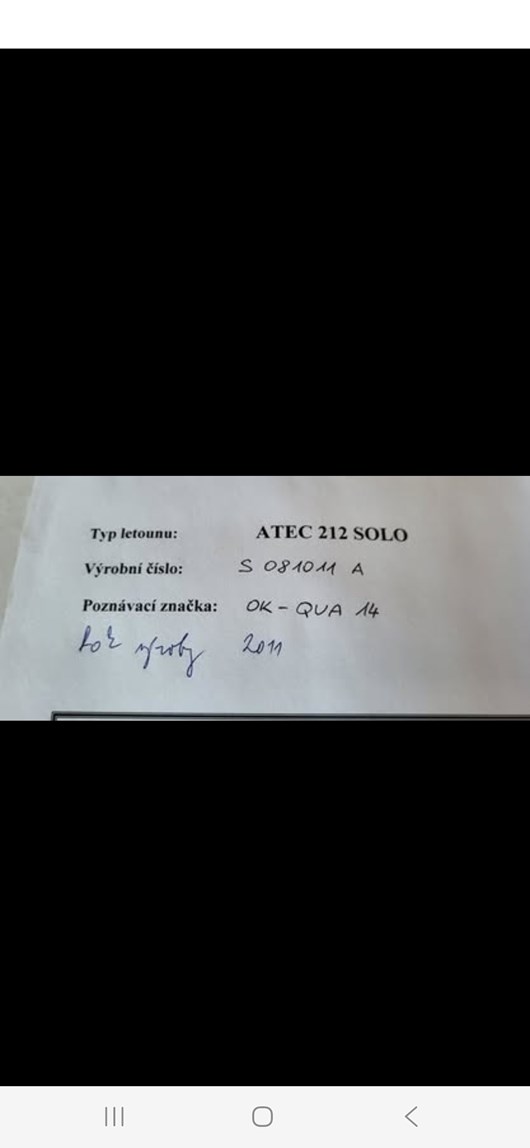 Typ letounu: ATEC 212 SOLO
Výrobní číslo: S 081011 A
Poznávací značka: OK - QUA 14
Rok výroby 2011